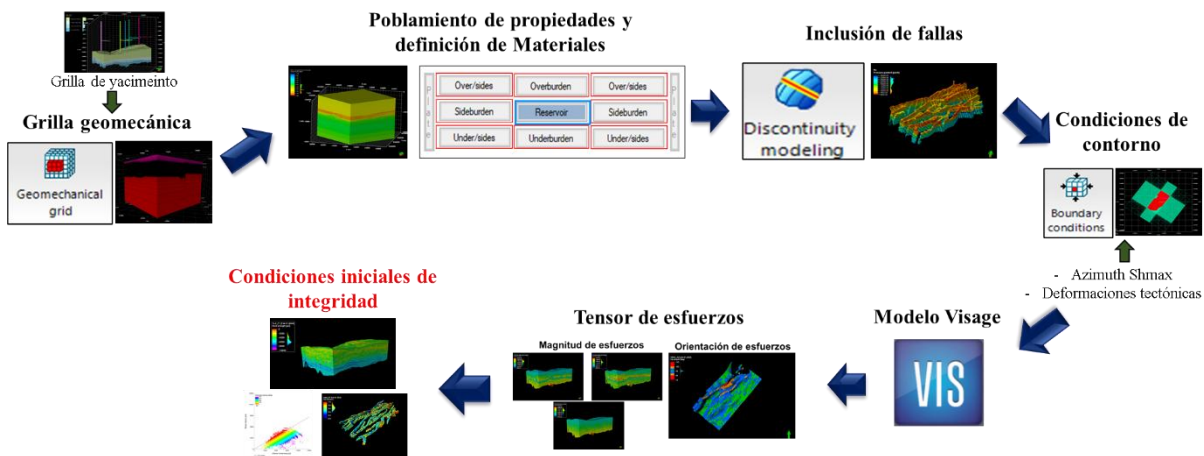 Grilla de yacimeinto
Grilla geomecánica
Geomechanical
grid
Poblamiento de propiedades y
definición de Materiales
Plate
Over/sides
Overburden
Over/sides
Sideburden
Reservoir
Sideburden
Under/sides
Underburden
Under/sides
Plate
Inclusión de fallas
Discontinuity
modeling
Condiciones de
contorno
Boundary
conditions
- Azimuth Shmax
- Deformaciones tectónicas
Modelo Visage
VIS
Tensor de esfuerzos
Magnitud de esfuerzos
Orientación de esfuerzos
Condiciones iniciales de
integridad